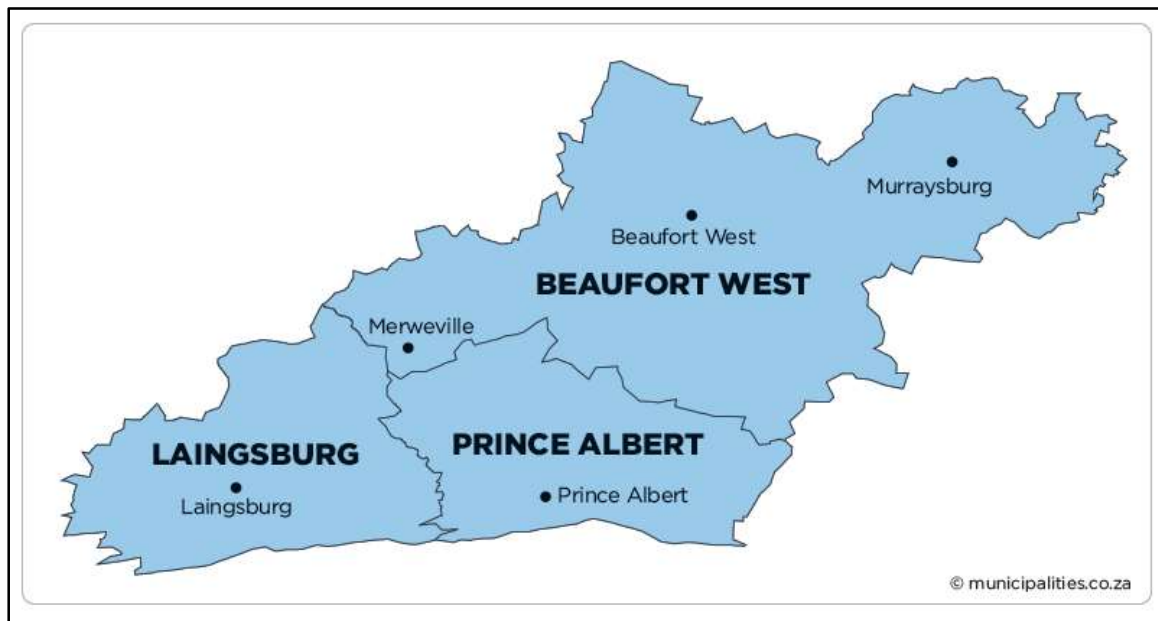 Murraysburg
Beaufort West
BEAUFORT WEST
Merweville
LAINGSBURG
PRINCE ALBERT
Laingsburg
Prince Albert
© municipalities.co.za